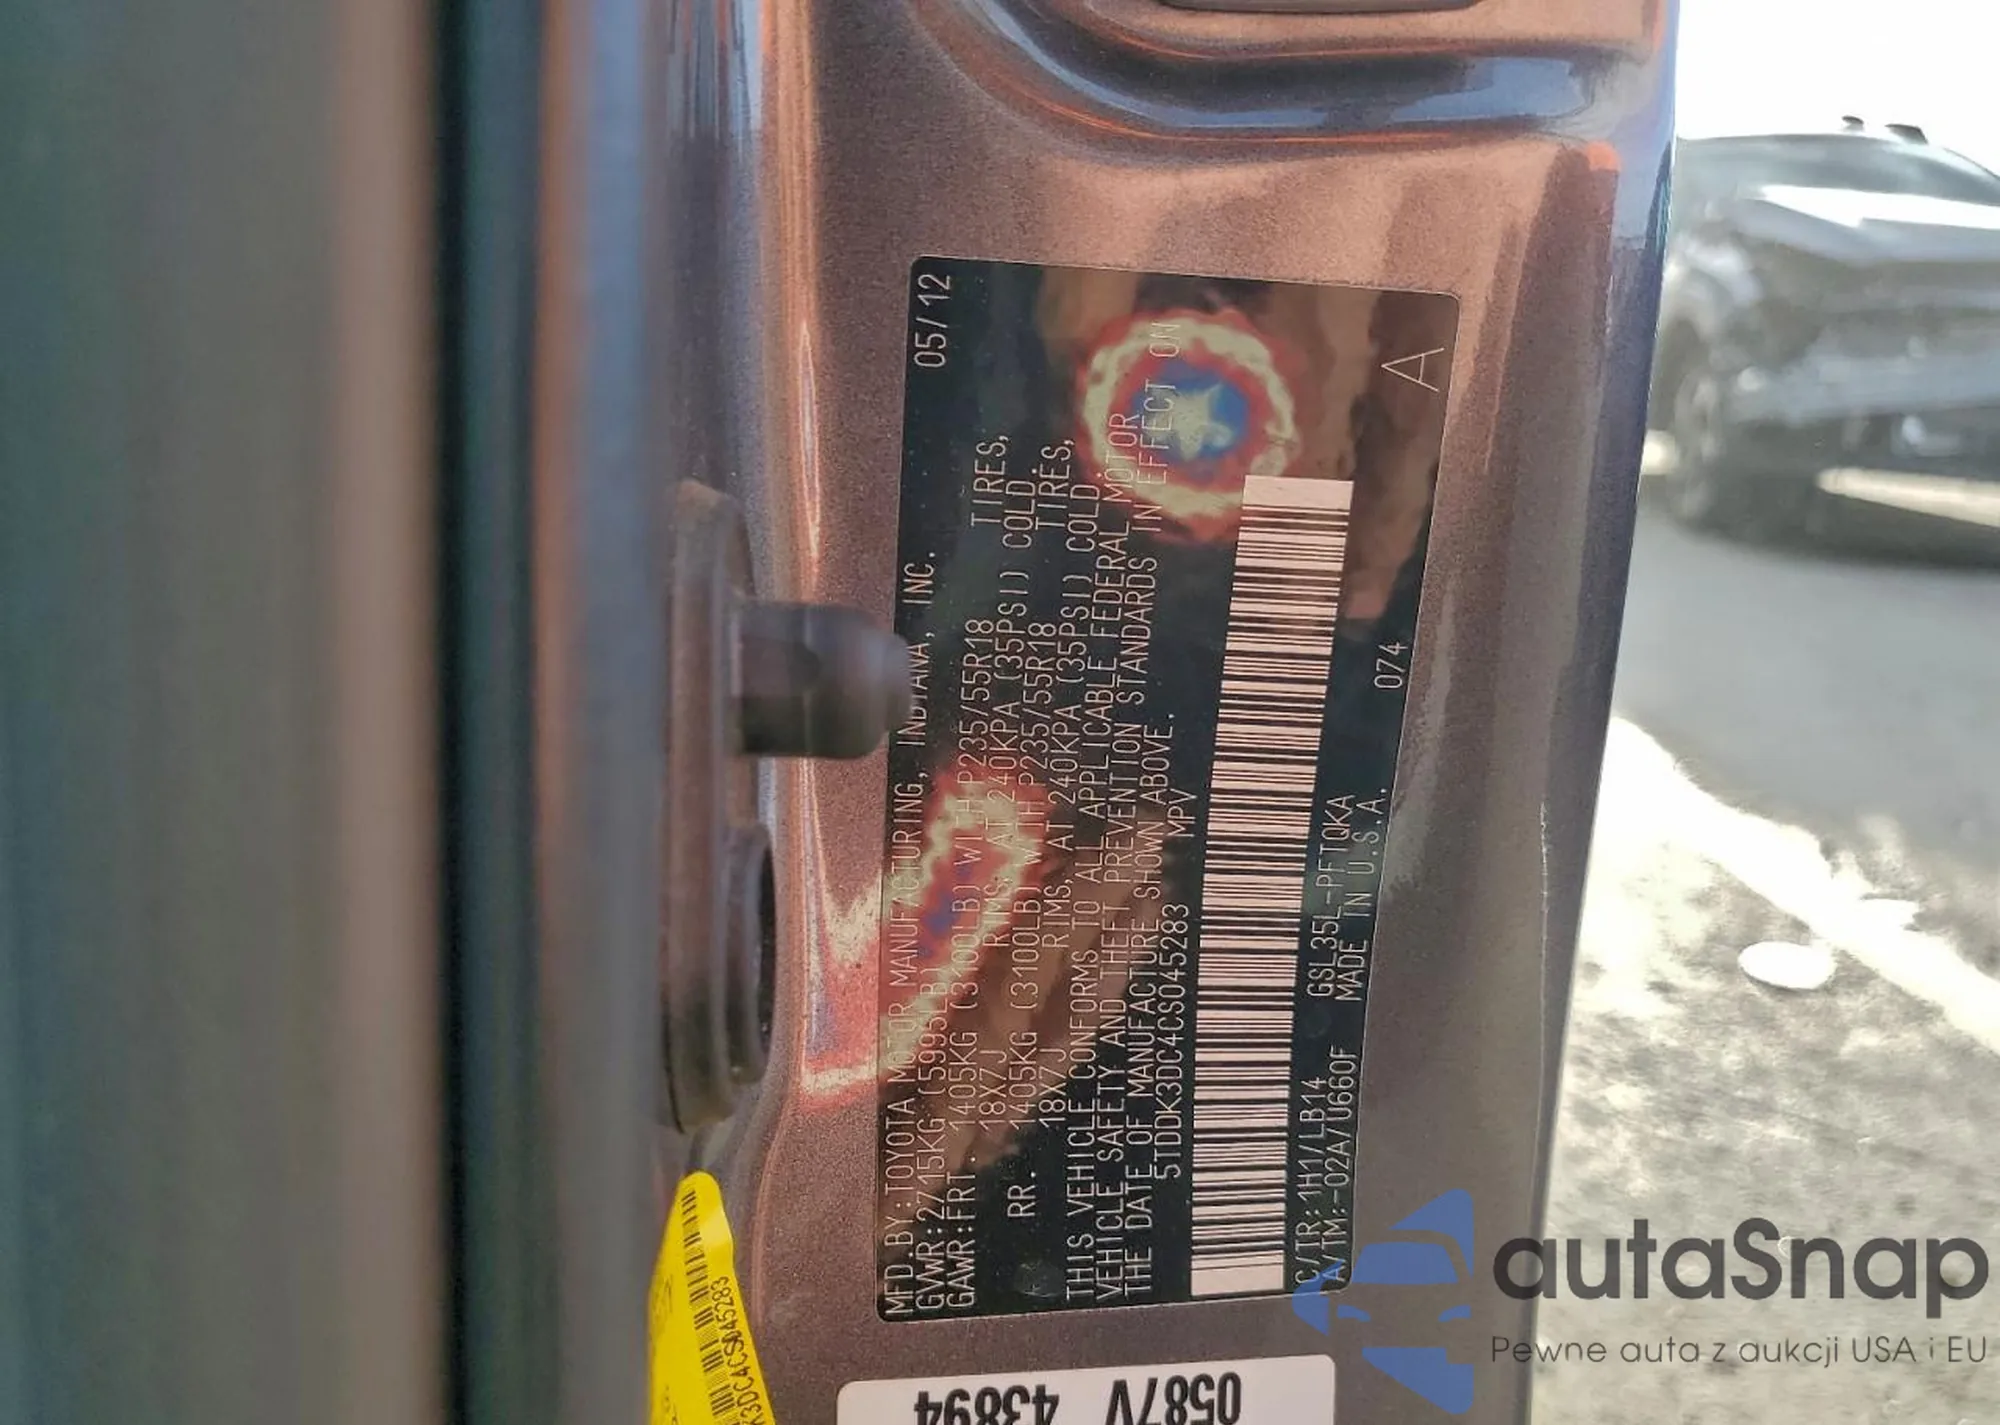 MFD.BY:TOYOTA MOTOR MANUFACTURING, INDIANA, INC. 05/12
GVWR:2715KG (5995LB)
GAWR:FRT. 1405KG (3100LB) WITH P235/55R18 TIRES,
18X7J RIMS, AT 240KPA (35PSI) COLD
RR. 1405KG (3100LB) WITH P235/55R18 TIRES,
18X7J RIMS, AT 240KPA (35PSI) COLD
THIS VEHICLE CONFORMS TO ALL APPLICABLE FEDERAL MOTOR
VEHICLE SAFETY AND THEFT PREVENTION STANDARDS IN EFFECT ON
THE DATE OF MANUFACTURE SHOWN ABOVE.
5TDDK3DC4CS045283 MPV
C/TR:1H1/LB14 GSL35L-PFTQKA 074
A/TM:-02A/U660F MADE IN U.S.A. A
K3DC4CS045283
0587V 43894
autaSnap
Pewne auta z aukcji USA i EU